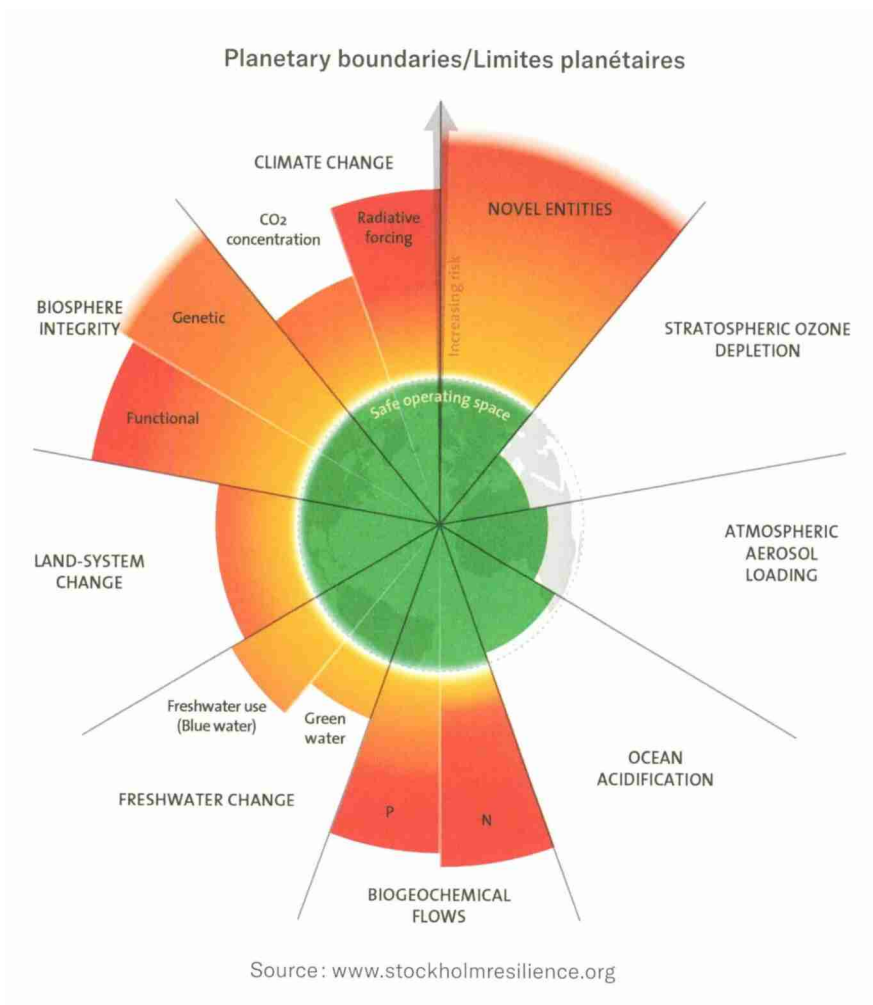 Planetary boundaries/Limites planétaires
CLIMATE CHANGE
CO2
concentration
Radiative
forcing
NOVEL ENTITIES
Increasing risk
BIOSPHERE
INTEGRITY
Genetic
Functional
STRATOSPHERIC OZONE
DEPLETION
Safe operating space
LAND-SYSTEM
CHANGE
ATMOSPHERIC
AEROSOL
LOADING
Freshwater use
(Blue water)
Green
water
FRESHWATER CHANGE
P
N
OCEAN
ACIDIFICATION
BIOGEOCHEMICAL
FLOWS
Source: www.stockholmresilience.org